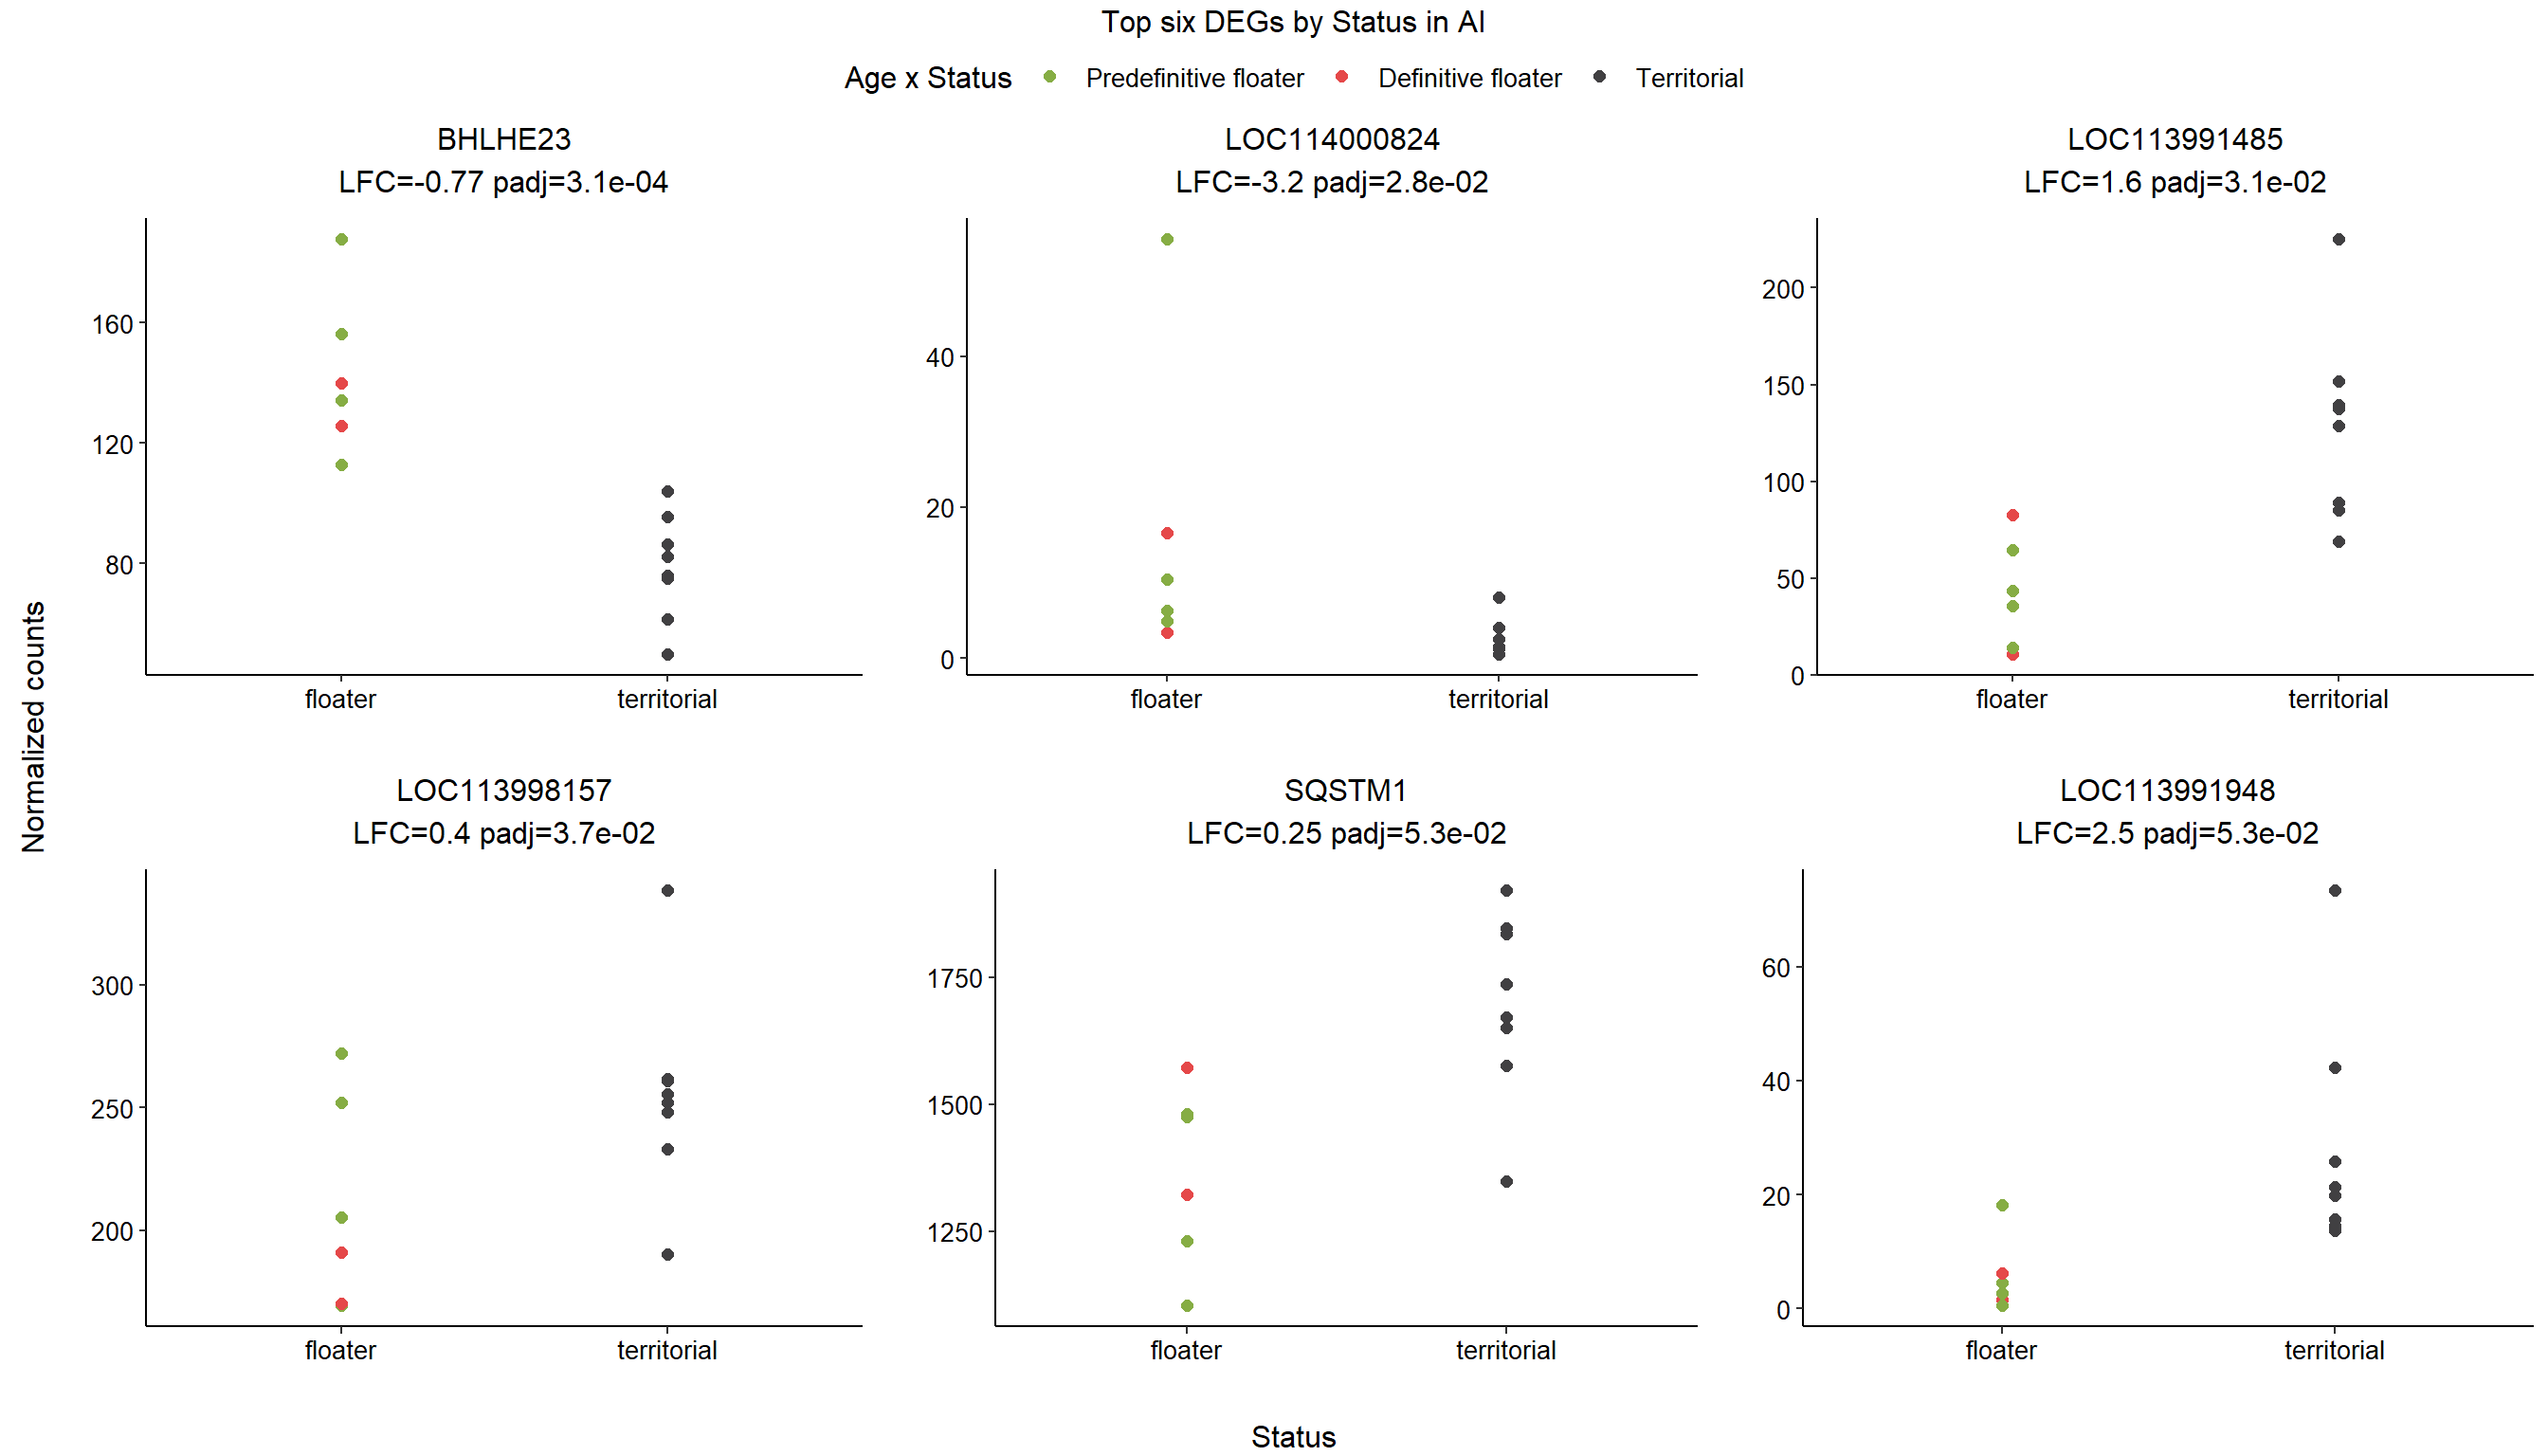 Top six DEGs by Status in AI
Age x Status Predefinitive floater Definitive floater Territorial
BHLHE23
LFC=-0.77 padj=3.1e-04
160
120
80
floater territorial
LOC114000824
LFC=-3.2 padj=2.8e-02
40
20
0
floater territorial
LOC113991485
LFC=1.6 padj=3.1e-02
200
150
100
50
0
floater territorial
Normalized counts
LOC113998157
LFC=0.4 padj=3.7e-02
300
250
200
floater territorial
SQSTM1
LFC=0.25 padj=5.3e-02
1750
1500
1250
floater territorial
LOC113991948
LFC=2.5 padj=5.3e-02
60
40
20
0
floater territorial
Status